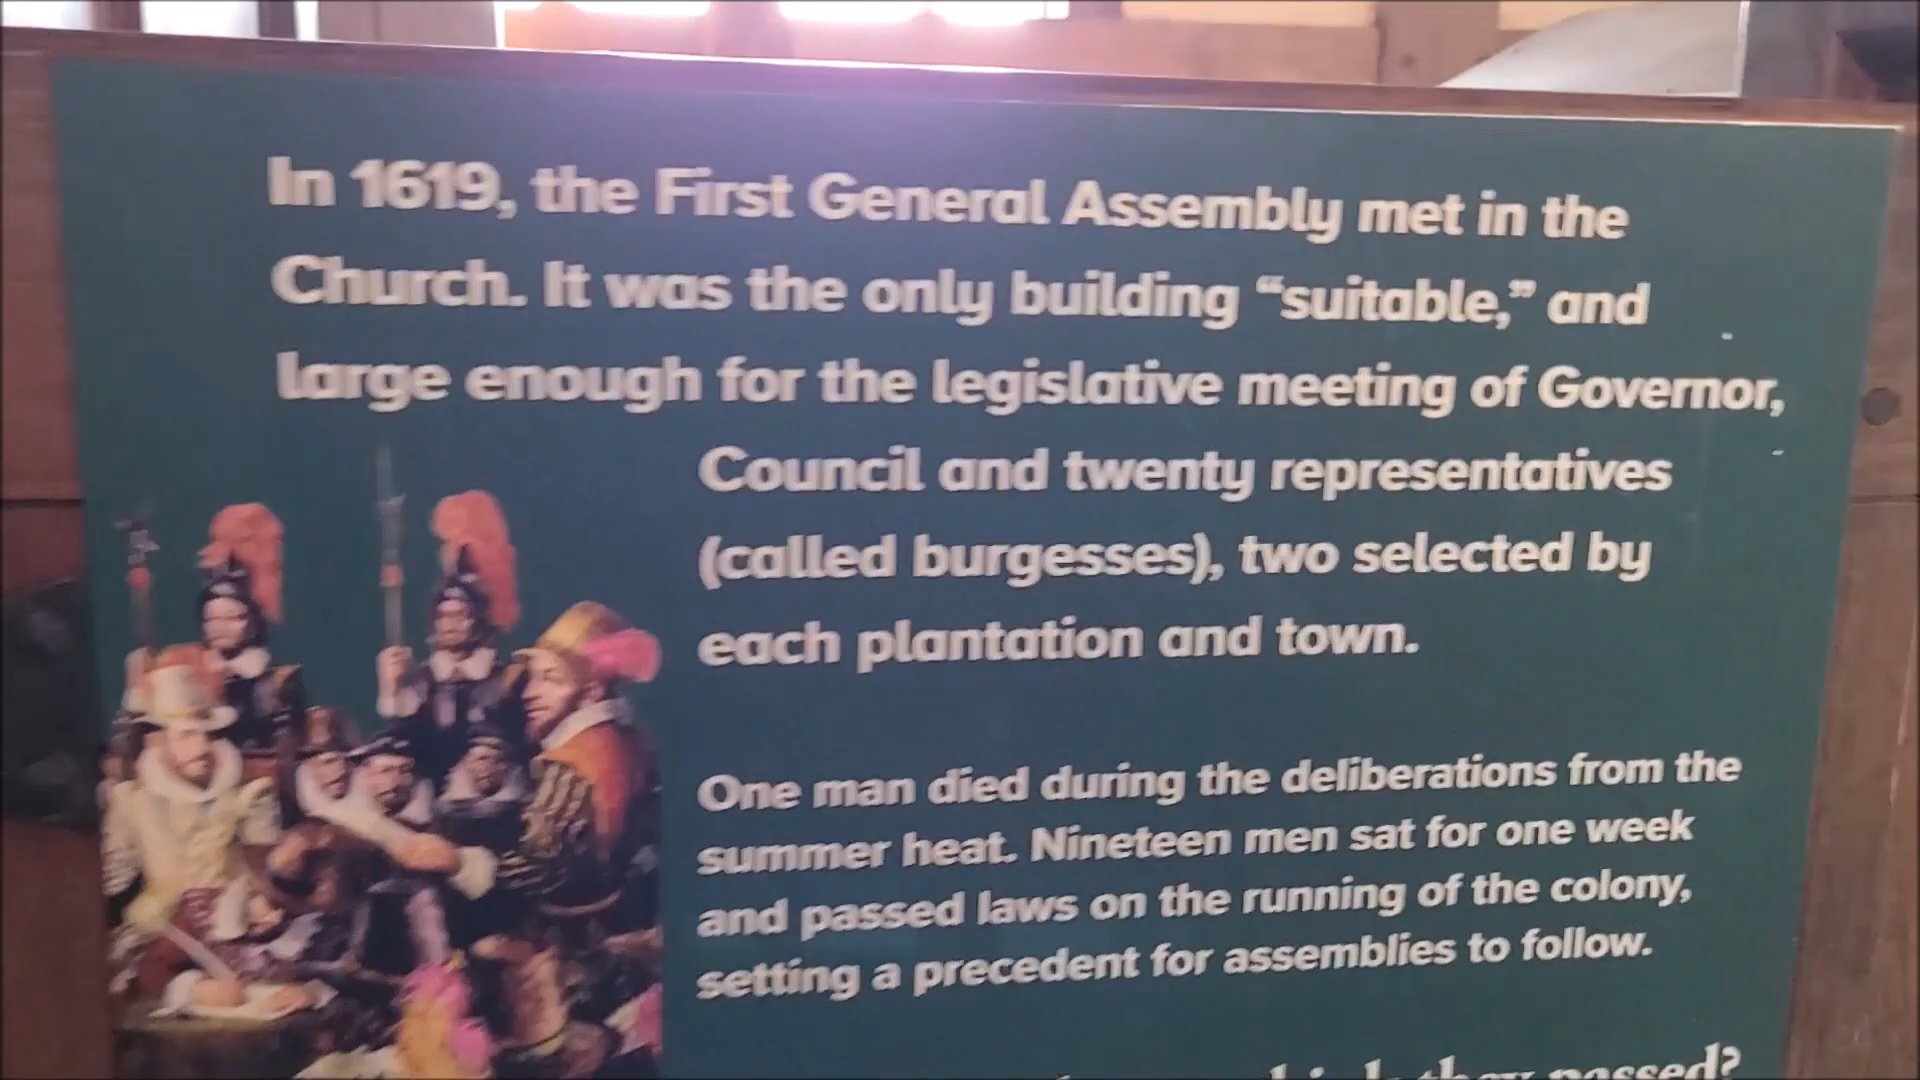 In 1619, the First General Assembly met in the
Church. It was the only building “suitable,” and
large enough for the legislative meeting of Governor,
Council and twenty representatives
(called burgesses), two selected by
each plantation and town.
One man died during the deliberations from the
summer heat. Nineteen men sat for one week
and passed laws on the running of the colony,
setting a precedent for assemblies to follow.
they passed?